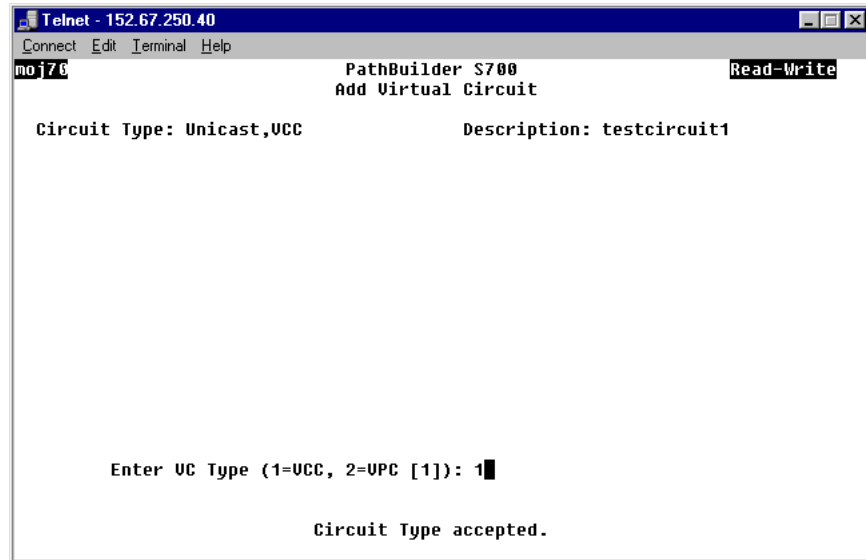 Telnet - 152.67.250.40
Connect Edit Terminal Help
moj70 PathBuilder S700 Read-Write
Add Virtual Circuit
Circuit Type: Unicast,VCC Description: testcircuit1
Enter VC Type (1=VCC, 2=VPC [1]): 1
Circuit Type accepted.